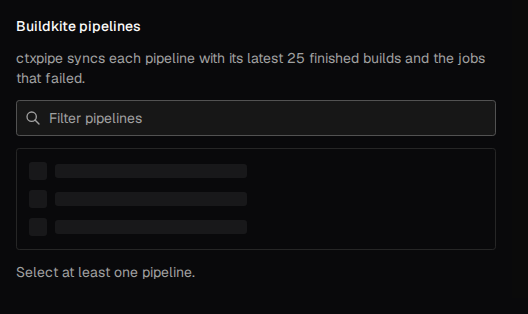 Buildkite pipelines
ctxpipe syncs each pipeline with its latest 25 finished builds and the jobs
that failed.
Filter pipelines
Select at least one pipeline.